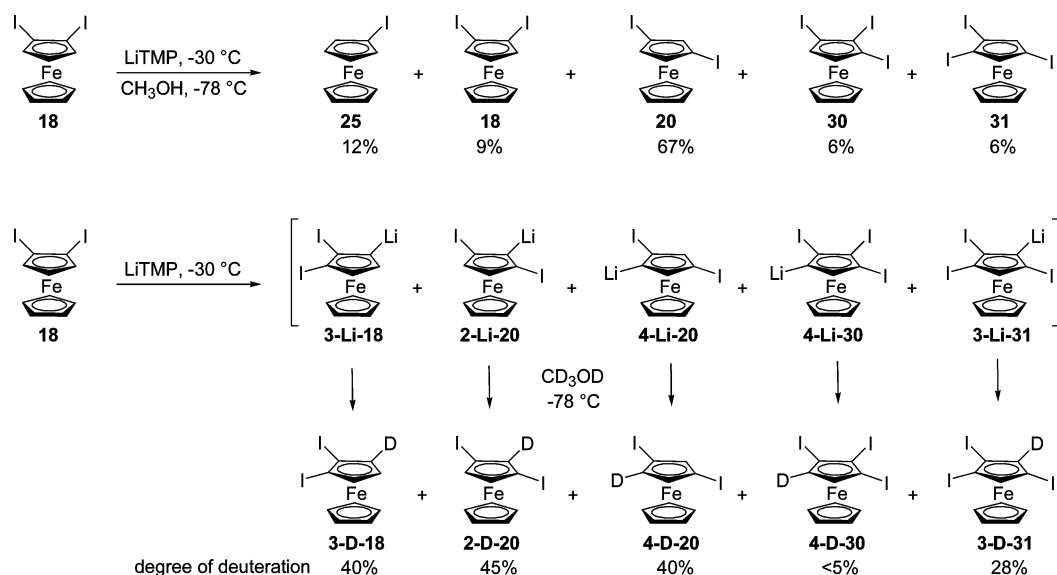 I I I I I I I I I I I I
LiTMP, -30 °C
Fe Fe + Fe + Fe + Fe + Fe
CH₃OH, -78 °C
18 25 18 20 30 31
12% 9% 67% 6% 6%
I I I Li I Li I I I Li
LiTMP, -30 °C I I Li I Li I I I
Fe Fe + Fe + Fe + Fe + Fe
18 3-Li-18 2-Li-20 4-Li-20 4-Li-30 3-Li-31
CD₃OD
-78 °C
I D I D I I I D
I I D I D I I I
Fe + Fe + Fe + Fe + Fe
3-D-18 2-D-20 4-D-20 4-D-30 3-D-31
degree of deuteration 40% 45% 40% <5% 28%